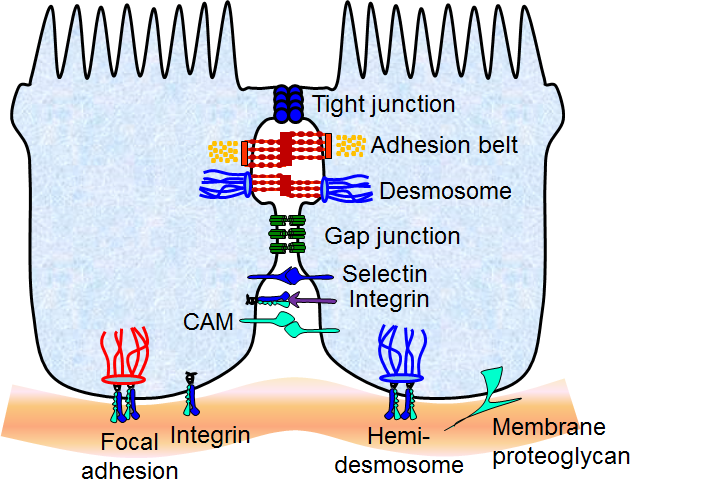 Tight junction
Adhesion belt
Desmosome
Gap junction
Selectin
Integrin
CAM
Focal
adhesion
Integrin
Hemi-
desmosome
Membrane
proteoglycan